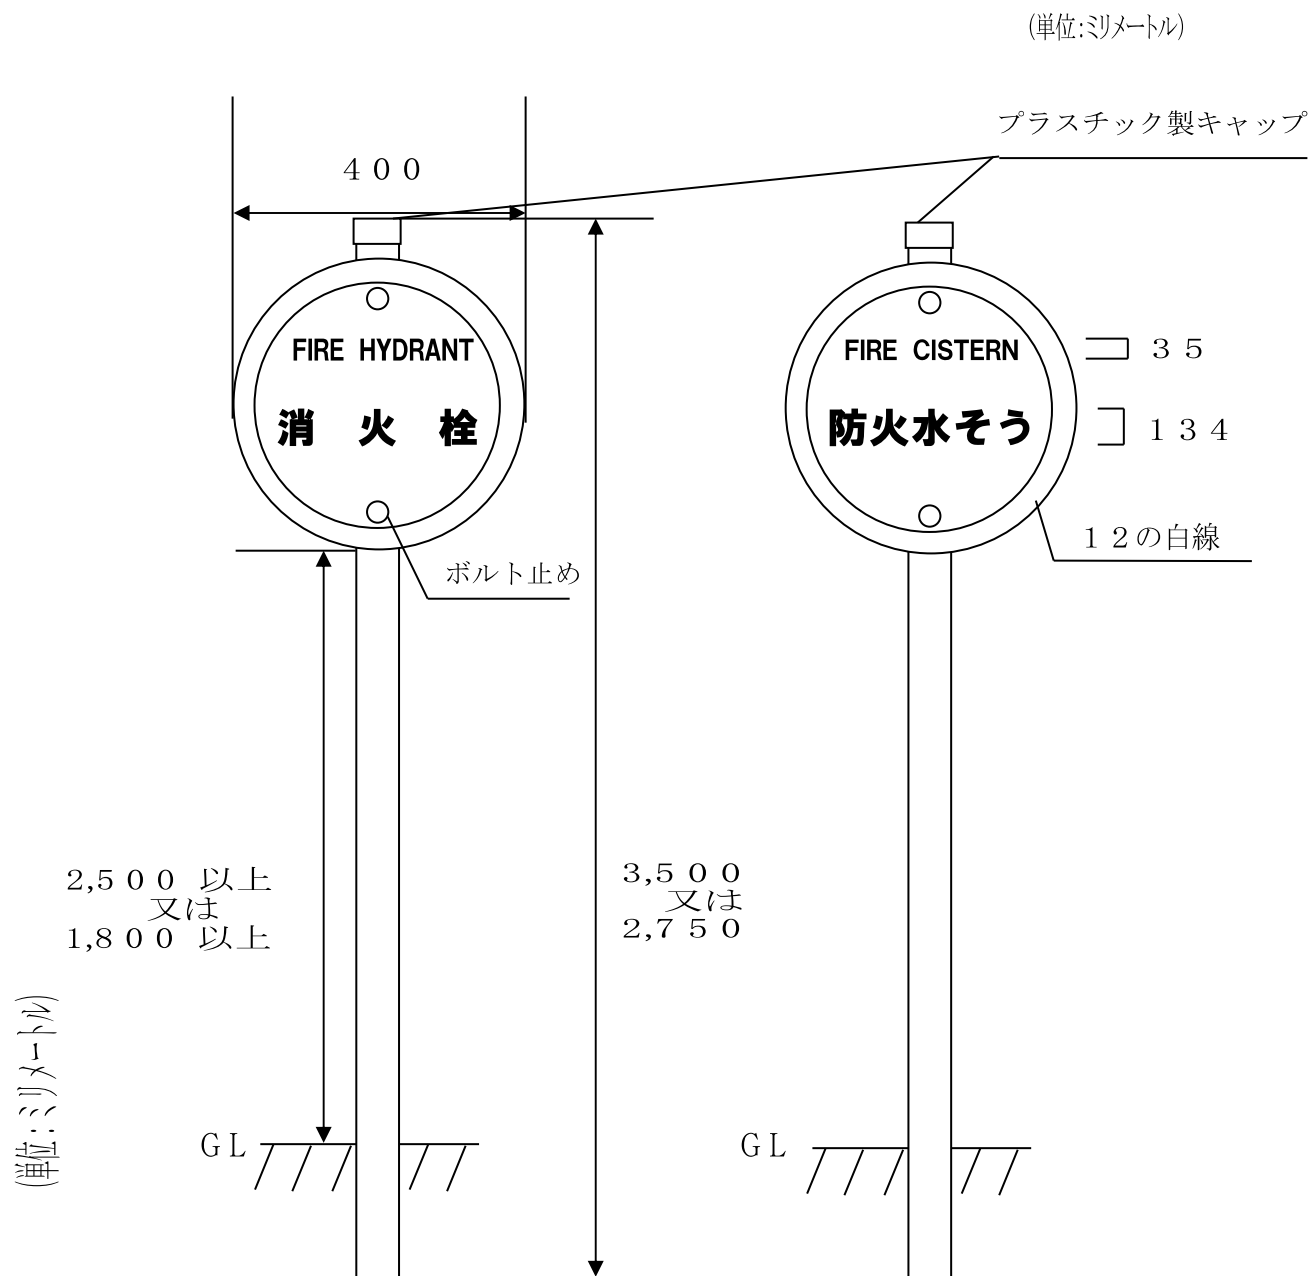 (単位:ミリメートル)
プラスチック製キャップ
４００
FIRE HYDRANT
消 火 栓
FIRE CISTERN
防火水そう
３５
１３４
１２の白線
ボルト止め
2,５００ 以上
又は
1,８００ 以上
3,５００
又は
2,７５０
(単位:ミリメートル)
ＧＬ
ＧＬ